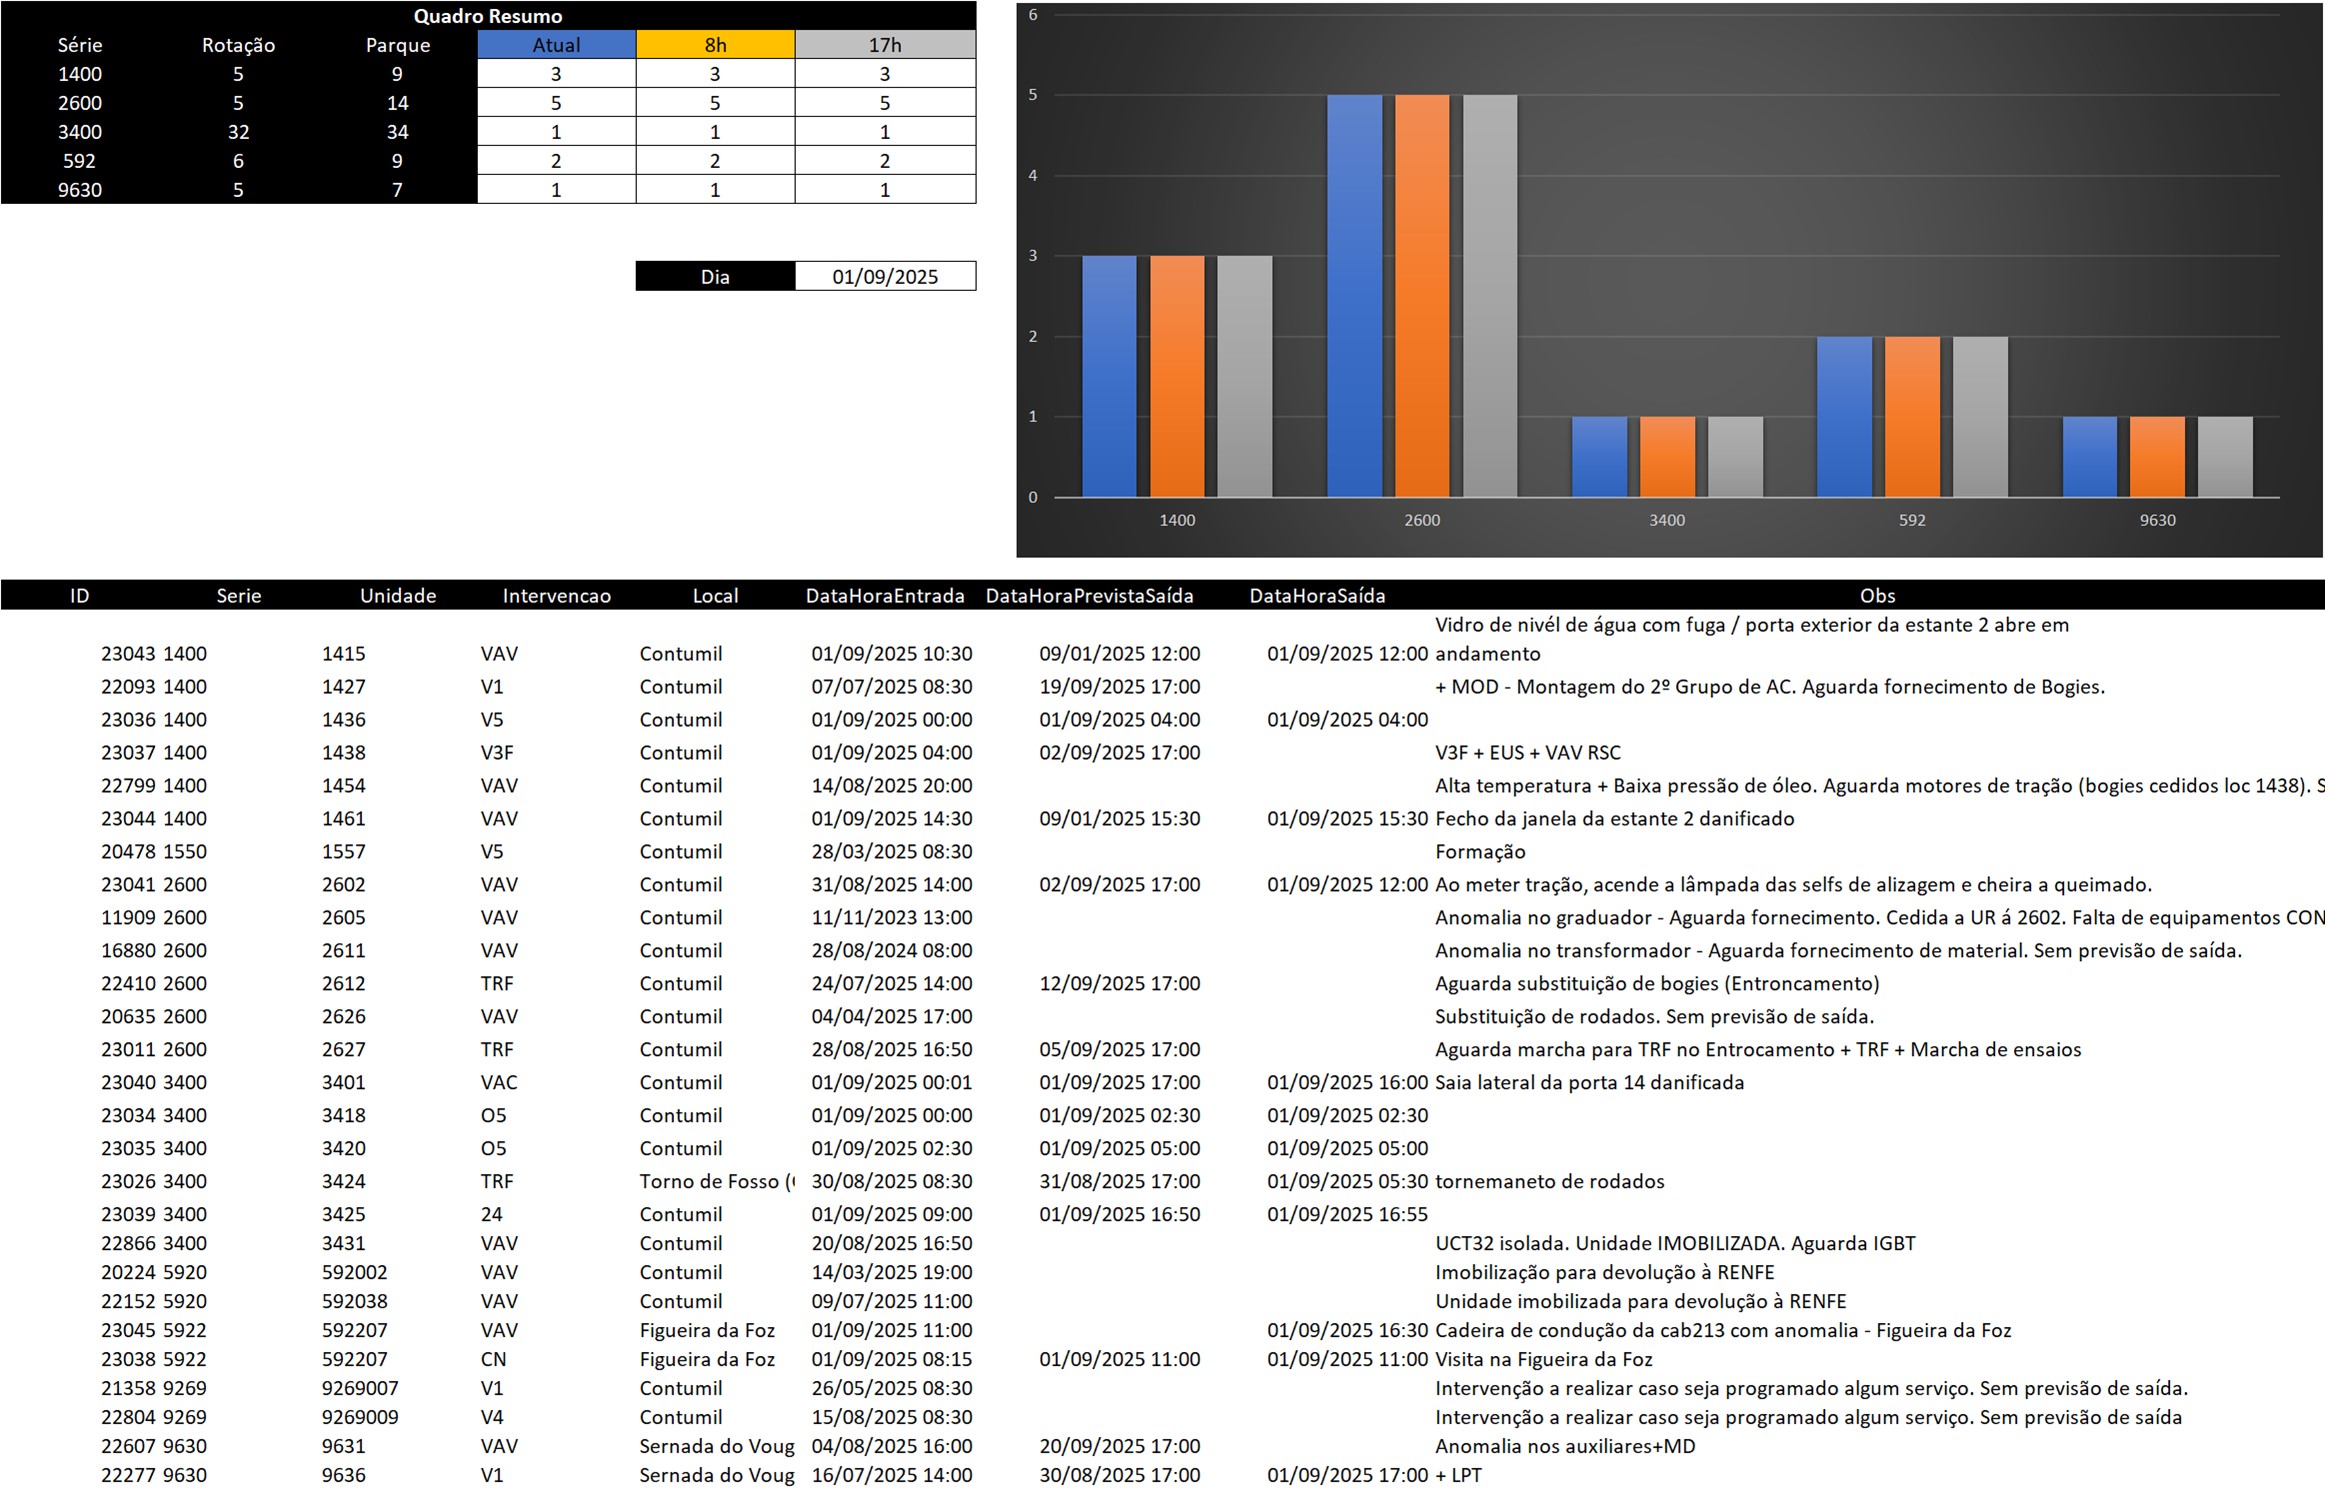 Quadro Resumo
Série Rotação Parque Atual 8h 17h
1400 5 9 3 3 3
2600 5 14 5 5 5
3400 32 34 1 1 1
592 6 9 2 2 2
9630 5 7 1 1 1
Dia 01/09/2025
6
5
4
3
2
1
0
1400 2600 3400 592 9630
ID Serie Unidade Intervencao Local DataHoraEntrada DataHoraPrevistaSaída DataHoraSaída Obs
Vidro de nivél de água com fuga / porta exterior da estante 2 abre em
23043 1400 1415 VAV Contumil 01/09/2025 10:30 09/01/2025 12:00 01/09/2025 12:00 andamento
22093 1400 1427 V1 Contumil 07/07/2025 08:30 19/09/2025 17:00 + MOD - Montagem do 2º Grupo de AC. Aguarda fornecimento de Bogies.
23036 1400 1436 V5 Contumil 01/09/2025 00:00 01/09/2025 04:00 01/09/2025 04:00
23037 1400 1438 V3F Contumil 01/09/2025 04:00 02/09/2025 17:00 V3F + EUS + VAV RSC
22799 1400 1454 VAV Contumil 14/08/2025 20:00 Alta temperatura + Baixa pressão de óleo. Aguarda motores de tração (bogies cedidos loc 1438). S
23044 1400 1461 VAV Contumil 01/09/2025 14:30 09/01/2025 15:30 01/09/2025 15:30 Fecho da janela da estante 2 danificado
20478 1550 1557 V5 Contumil 28/03/2025 08:30 Formação
23041 2600 2602 VAV Contumil 31/08/2025 14:00 02/09/2025 17:00 01/09/2025 12:00 Ao meter tração, acende a lâmpada das selfs de alizagem e cheira a queimado.
11909 2600 2605 VAV Contumil 11/11/2023 13:00 Anomalia no graduador - Aguarda fornecimento. Cedida a UR á 2602. Falta de equipamentos CON
16880 2600 2611 VAV Contumil 28/08/2024 08:00 Anomalia no transformador - Aguarda fornecimento de material. Sem previsão de saída.
22410 2600 2612 TRF Contumil 24/07/2025 14:00 12/09/2025 17:00 Aguarda substituição de bogies (Entroncamento)
20635 2600 2626 VAV Contumil 04/04/2025 17:00 Substituição de rodados. Sem previsão de saída.
23011 2600 2627 TRF Contumil 28/08/2025 16:50 05/09/2025 17:00 Aguarda marcha para TRF no Entrocamento + TRF + Marcha de ensaios
23040 3400 3401 VAC Contumil 01/09/2025 00:01 01/09/2025 17:00 01/09/2025 16:00 Saia lateral da porta 14 danificada
23034 3400 3418 O5 Contumil 01/09/2025 00:00 01/09/2025 02:30 01/09/2025 02:30
23035 3400 3420 O5 Contumil 01/09/2025 02:30 01/09/2025 05:00 01/09/2025 05:00
23026 3400 3424 TRF Torno de Fosso ( 30/08/2025 08:30 31/08/2025 17:00 01/09/2025 05:30 tornemaneto de rodados
23039 3400 3425 24 Contumil 01/09/2025 09:00 01/09/2025 16:50 01/09/2025 16:55
22866 3400 3431 VAV Contumil 20/08/2025 16:50 UCT32 isolada. Unidade IMOBILIZADA. Aguarda IGBT
20224 5920 592002 VAV Contumil 14/03/2025 19:00 Imobilização para devolução à RENFE
22152 5920 592038 VAV Contumil 09/07/2025 11:00 Unidade imobilizada para devolução à RENFE
23045 5922 592207 VAV Figueira da Foz 01/09/2025 11:00 01/09/2025 16:30 Cadeira de condução da cab213 com anomalia - Figueira da Foz
23038 5922 592207 CN Figueira da Foz 01/09/2025 08:15 01/09/2025 11:00 01/09/2025 11:00 Visita na Figueira da Foz
21358 9269 9269007 V1 Contumil 26/05/2025 08:30 Intervenção a realizar caso seja programado algum serviço. Sem previsão de saída.
22804 9269 9269009 V4 Contumil 15/08/2025 08:30 Intervenção a realizar caso seja programado algum serviço. Sem previsão de saída
22607 9630 9631 VAV Sernada do Voug 04/08/2025 16:00 20/09/2025 17:00 Anomalia nos auxiliares+MD
22277 9630 9636 V1 Sernada do Voug 16/07/2025 14:00 30/08/2025 17:00 01/09/2025 17:00 + LPT